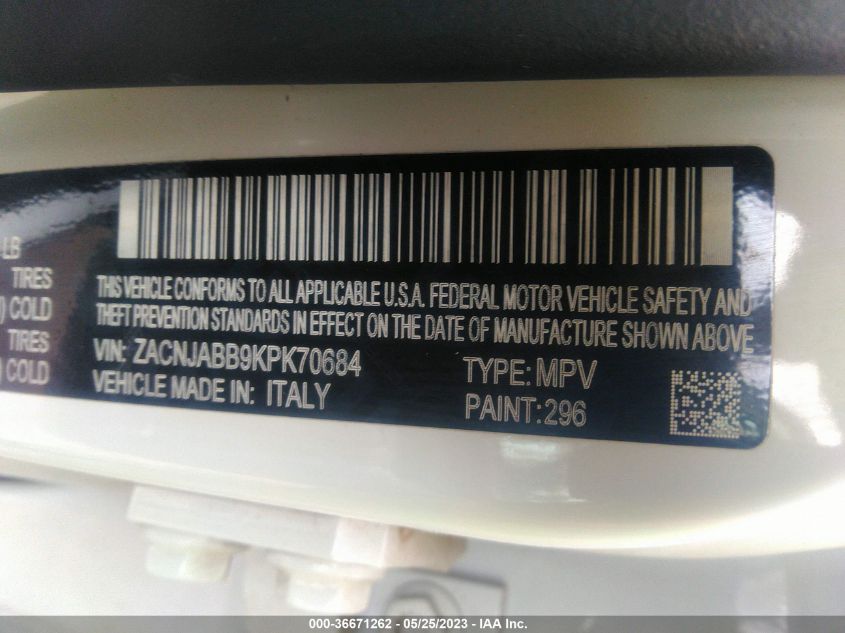 LB
TIRES
) COLD
TIRES
) COLD
THIS VEHICLE CONFORMS TO ALL APPLICABLE U.S.A. FEDERAL MOTOR VEHICLE SAFETY AND
THEFT PREVENTION STANDARDS IN EFFECT ON THE DATE OF MANUFACTURE SHOWN ABOVE
VIN: ZACNJABB9KPK70684 TYPE: MPV
VEHICLE MADE IN: ITALY PAINT:296
000-36671262 - 05/25/2023 - IAA Inc.